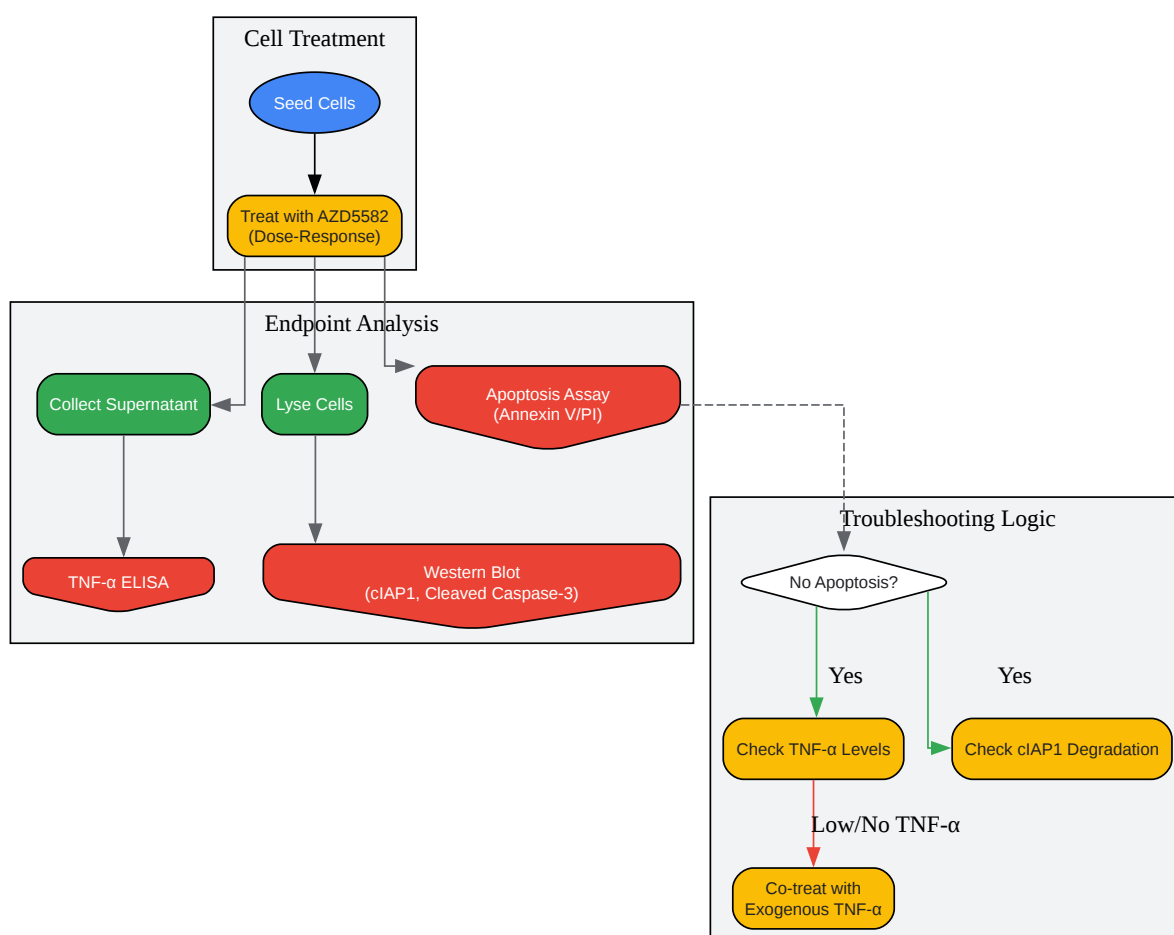 Cell Treatment
Seed Cells
Treat with AZD5582
(Dose-Response)
Endpoint Analysis
Collect Supernatant
Lyse Cells
Apoptosis Assay
(Annexin V/PI)
TNF-α ELISA
Western Blot
(cIAP1, Cleaved Caspase-3)
Troubleshooting Logic
No Apoptosis?
Yes
Yes
Check TNF-α Levels
Check cIAP1 Degradation
Low/No TNF-α
Co-treat with
Exogenous TNF-α